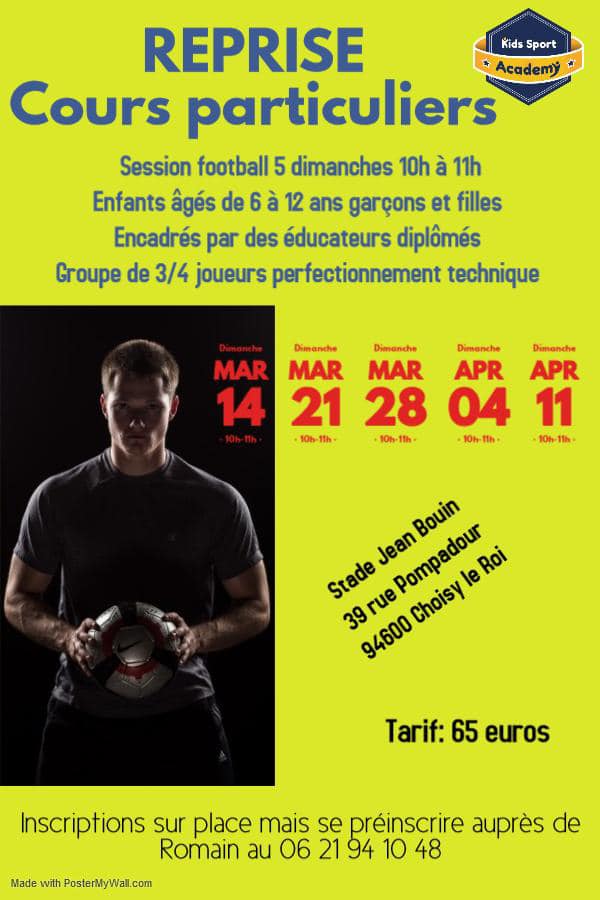 REPRISE
Kids Sport
Academy
Cours particuliers
Session football 5 dimanches 10h à 11h
Enfants âgés de 6 à 12 ans garçons et filles
Encadrés par des éducateurs diplômés
Groupe de 3/4 joueurs perfectionnement technique
Dimanche
MAR
14
- 10h-11h -
Dimanche
MAR
21
- 10h-11h -
Dimanche
MAR
28
- 10h-11h -
Dimanche
APR
04
- 10h-11h -
Dimanche
APR
11
- 10h-11h -
Stade Jean Bouin
39 rue Pompadour
94600 Choisy le Roi
Tarif: 65 euros
Inscriptions sur place mais se préinscrire auprès de
Romain au 06 21 94 10 48
Made with PosterMyWall.com